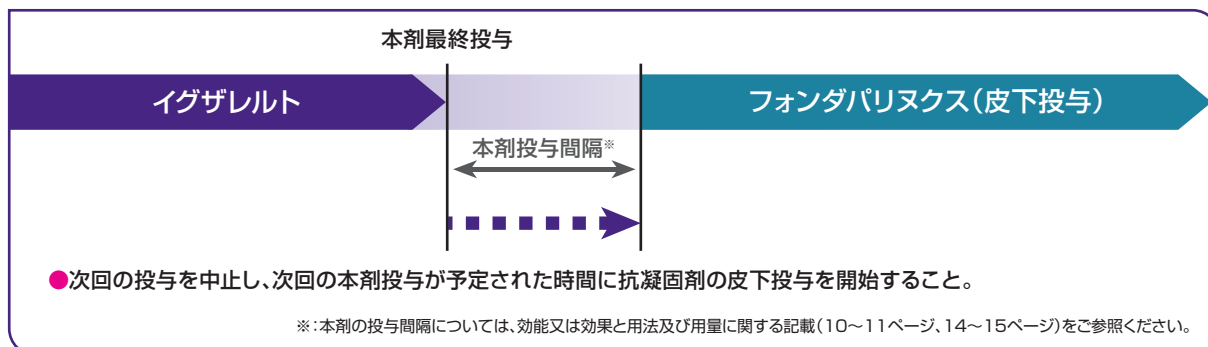 本剤最終投与
イグザレルト
フォンダパリヌクス(皮下投与)
本剤投与間隔※
●次回の投与を中止し、次回の本剤投与が予定された時間に抗凝固剤の皮下投与を開始すること。
※:本剤の投与間隔については、効能又は効果と用法及び用量に関する記載(10〜11ページ、14〜15ページ)をご参照ください。